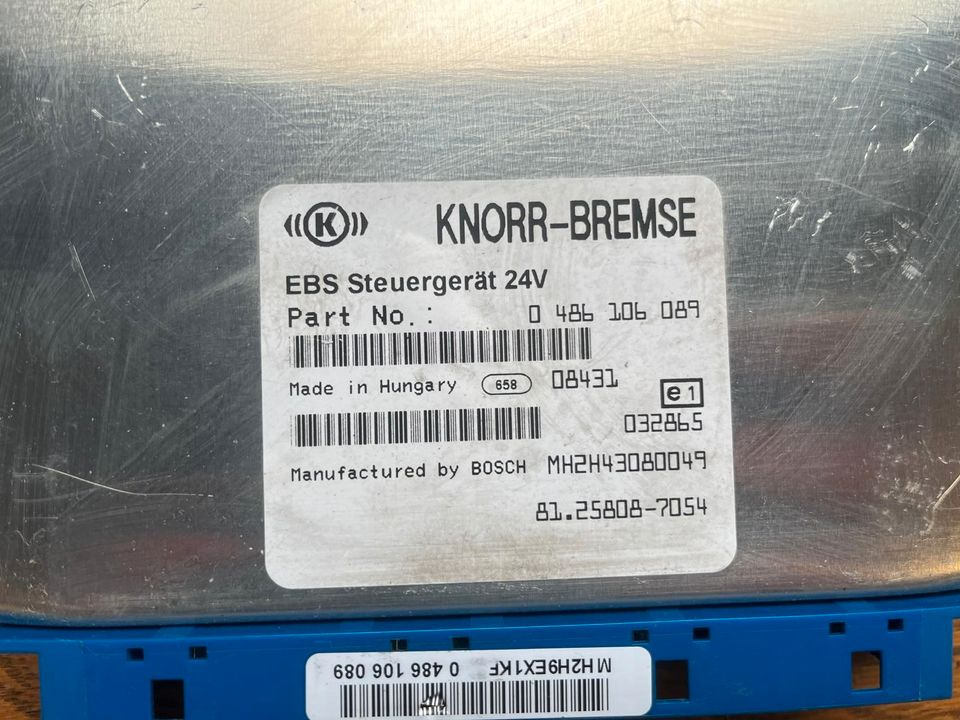 K KNORR-BREMSE
EBS Steuergerät 24V
Part No.: 0 486 106 089
Made in Hungary 658 08431 e1
032865
Manufactured by BOSCH MH2H43080049
81.25808-7054
MH2H9EX1KF 0 486 106 089